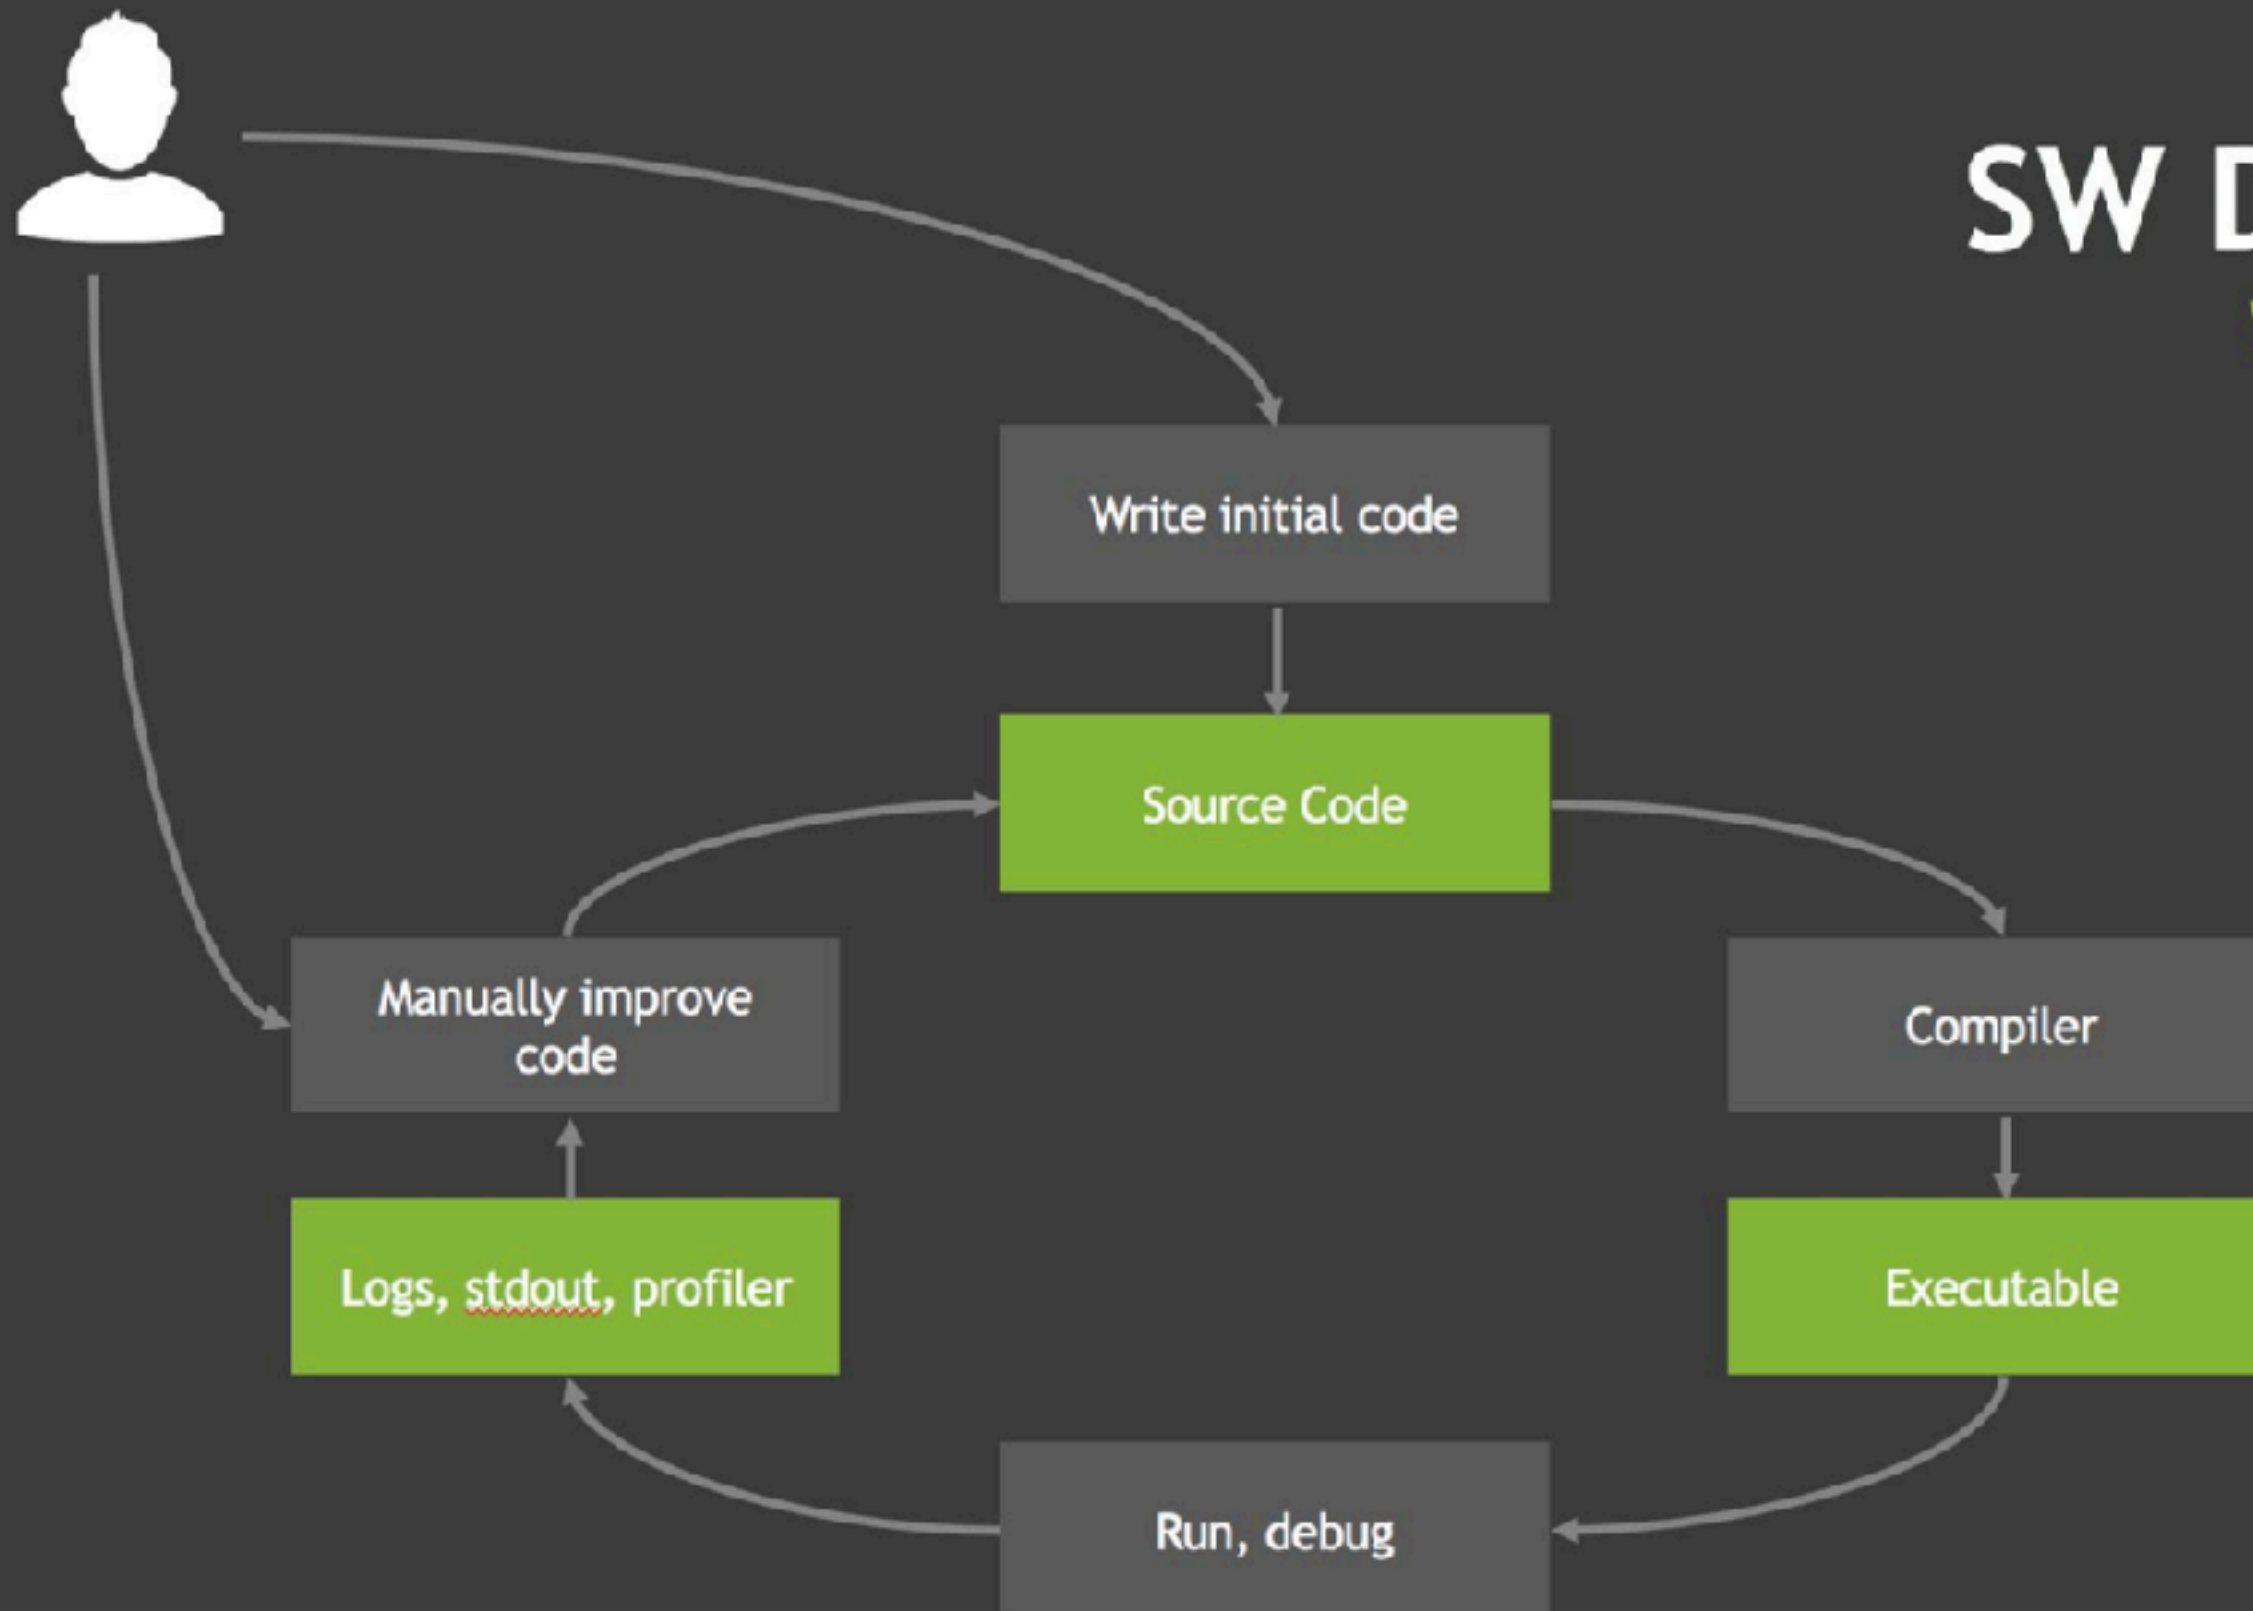 SW D
Write initial code
Source Code
Manually improve
code
Compiler
Logs, stdout, profiler
Executable
Run, debug